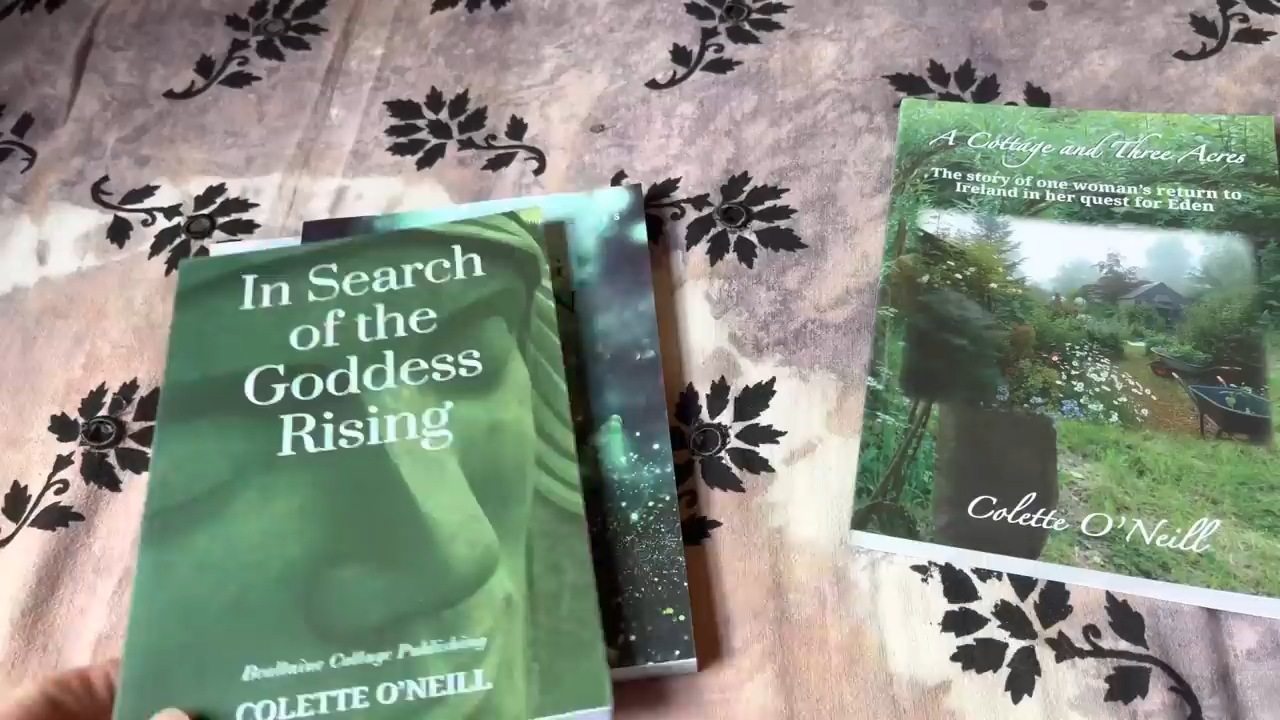 In Search
of the
Goddess
Rising
Bealtaine Cottage Publishing
COLETTE O'NEILL
A Cottage and Three Acres
The story of one woman's return to
Ireland in her quest for Eden
Colette O'Neill